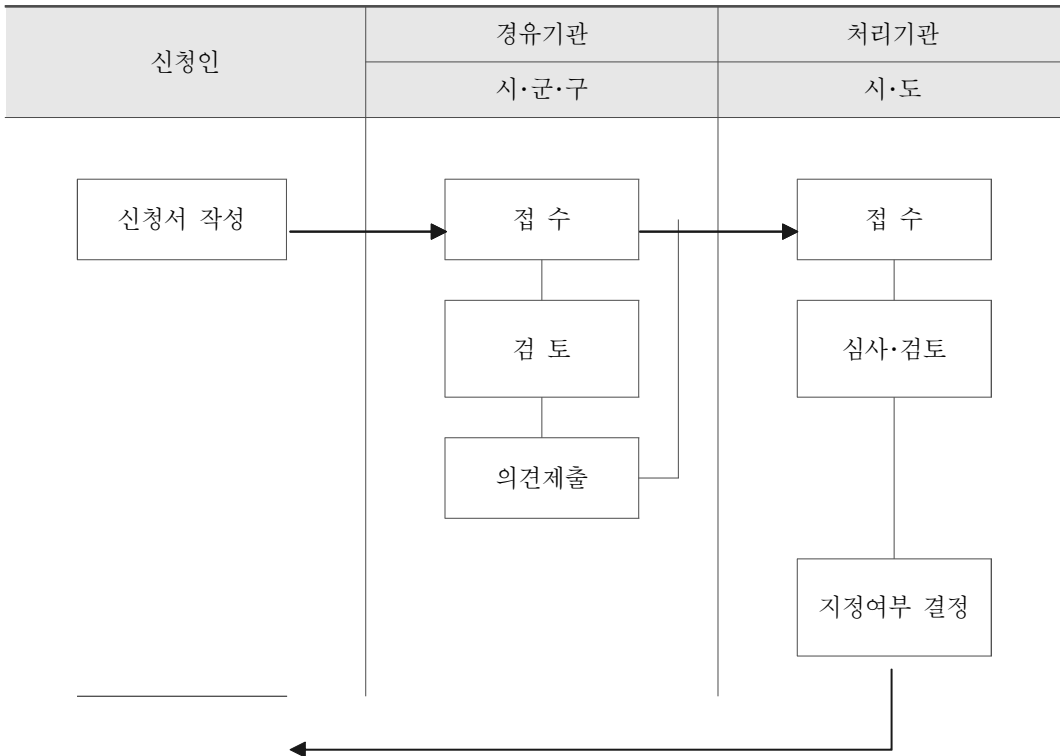 신청인
경유기관
처리기관
시·군·구
시·도
신청서 작성
접 수
접 수
검 토
심사·검토
의견제출
지정여부 결정